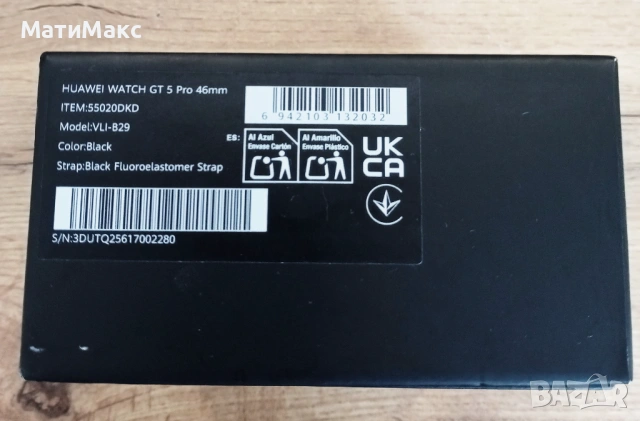 МатиМакс
HUAWEI WATCH GT 5 Pro 46mm
ITEM:55020DKD
Model:VLI-B29
Color:Black
Strap:Black Fluoroelastomer Strap
6 942103 132032
ES:
Al Azul
Envase Cartón
Al Amarillo
Envase Plástico
UK
CA
S/N:3DUTQ25617002280
BAZAR